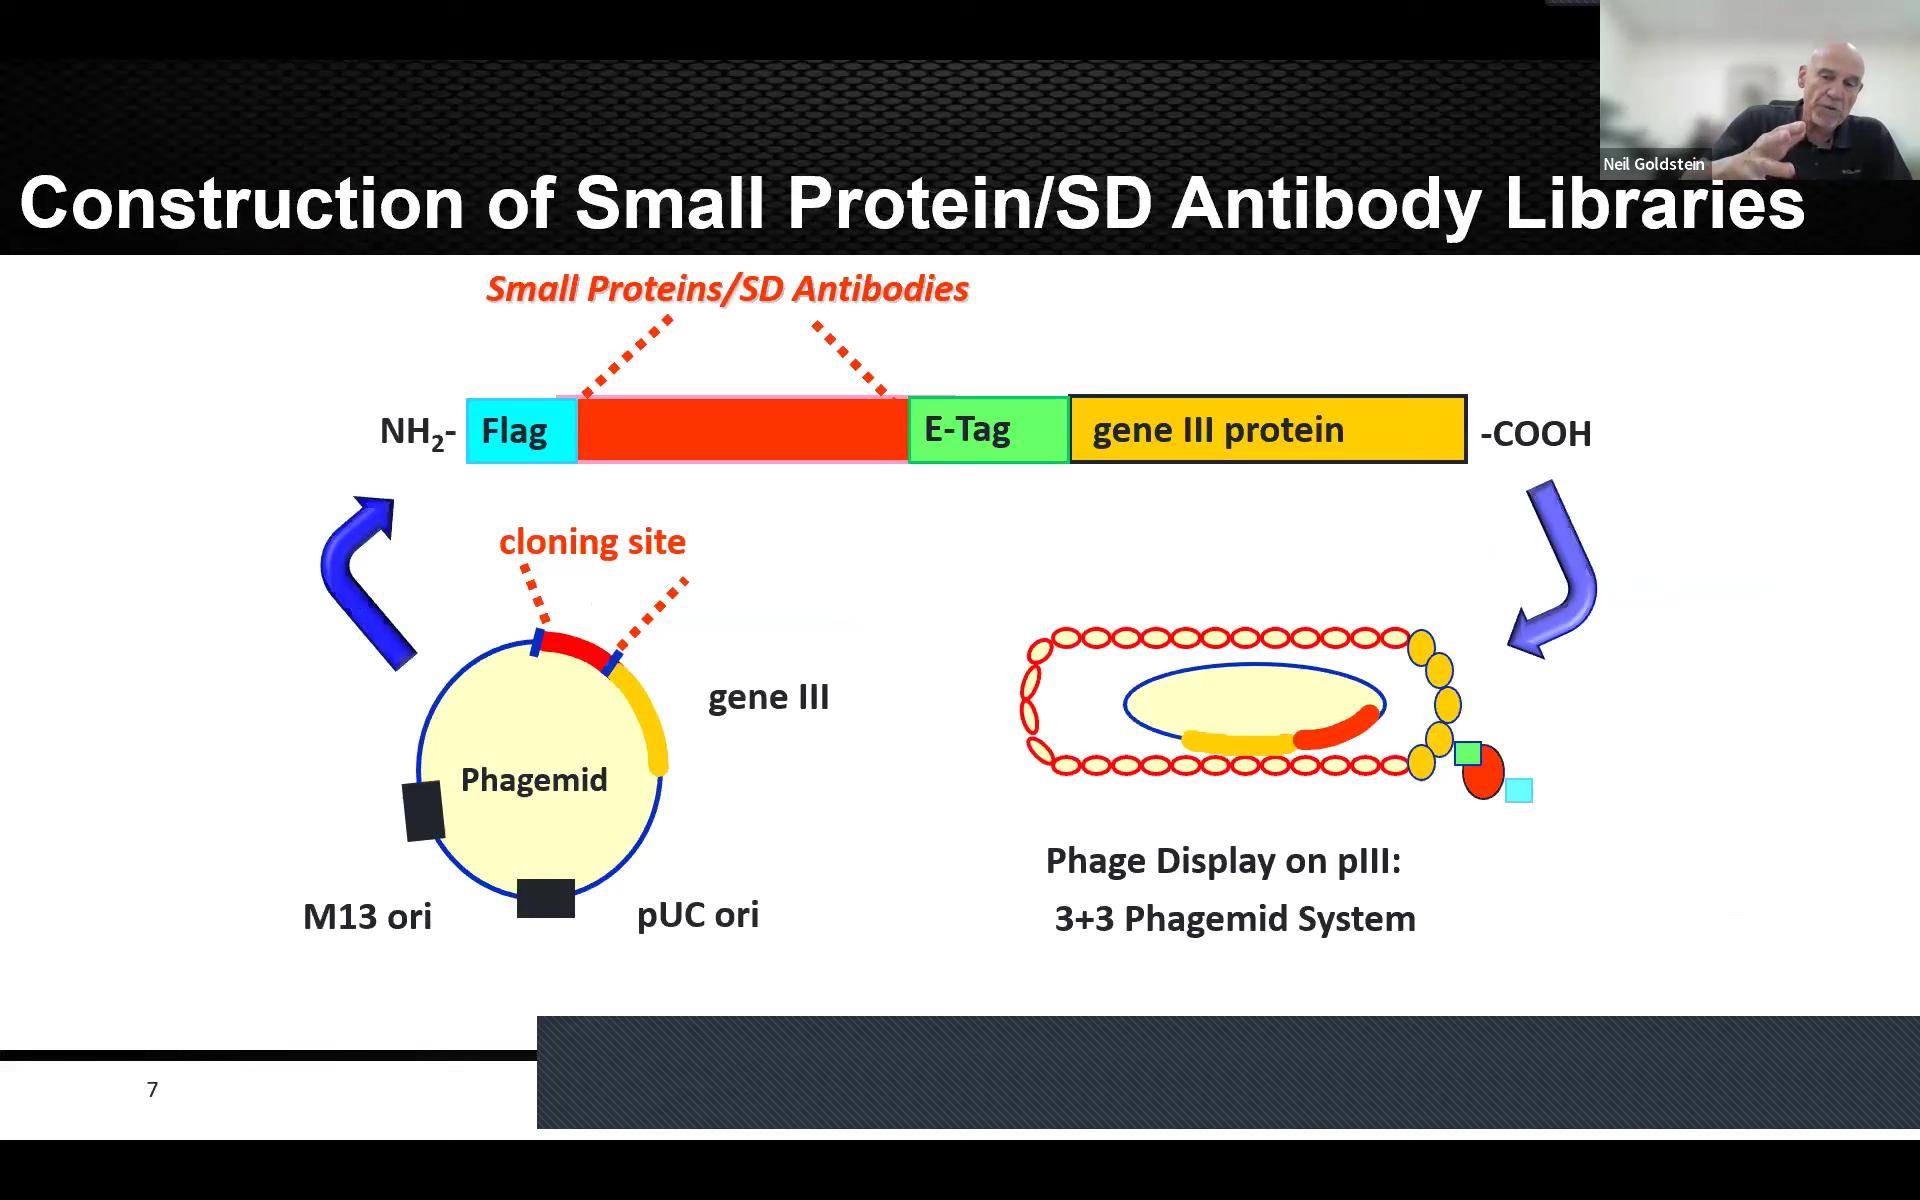 Neil Goldstein
Construction of Small Protein/SD Antibody Libraries
Small Proteins/SD Antibodies
NH2- Flag E-Tag gene III protein -COOH
cloning site
gene III
Phagemid
M13 ori pUC ori
Phage Display on pIII:
3+3 Phagemid System
7